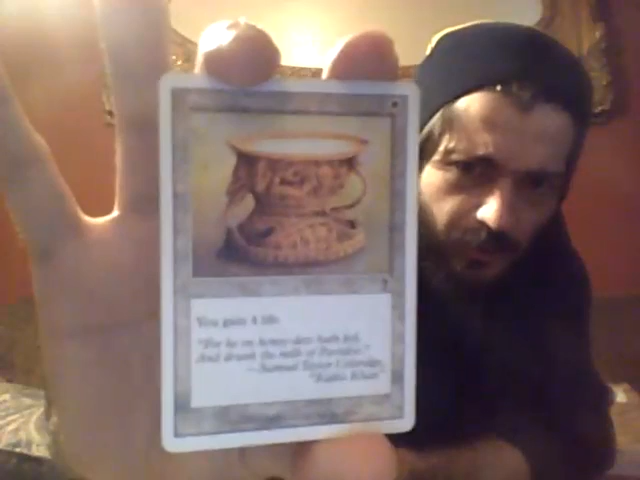 You gain 4 life.
"For he on honey-dew hath fed,
And drunk the milk of Paradise."
—Samuel Taylor Coleridge,
"Kubla Khan"